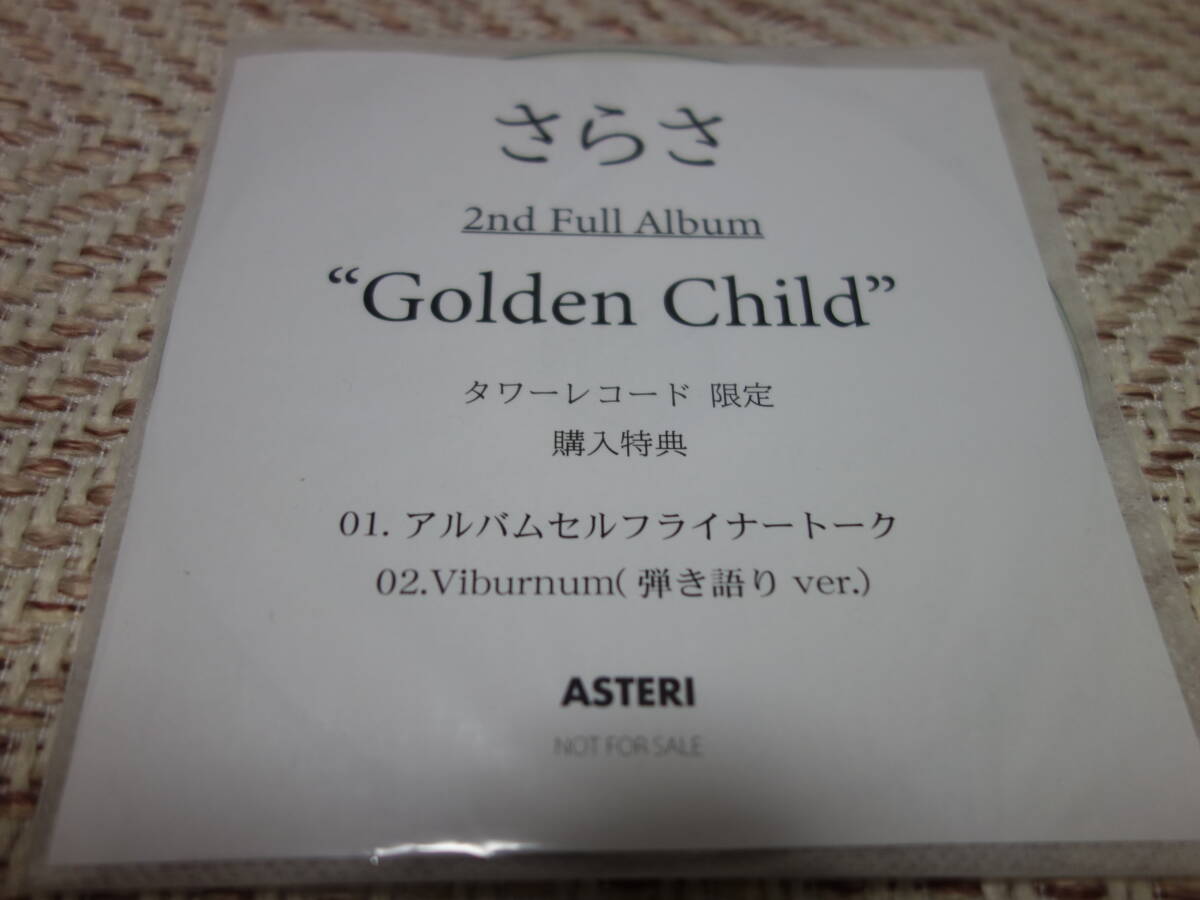 さらさ
2nd Full Album
“Golden Child”
タワーレコード 限定
購入特典
01. アルバムセルフライナートーク
02.Viburnum( 弾き語り ver.)
ASTERI
NOT FOR SALE